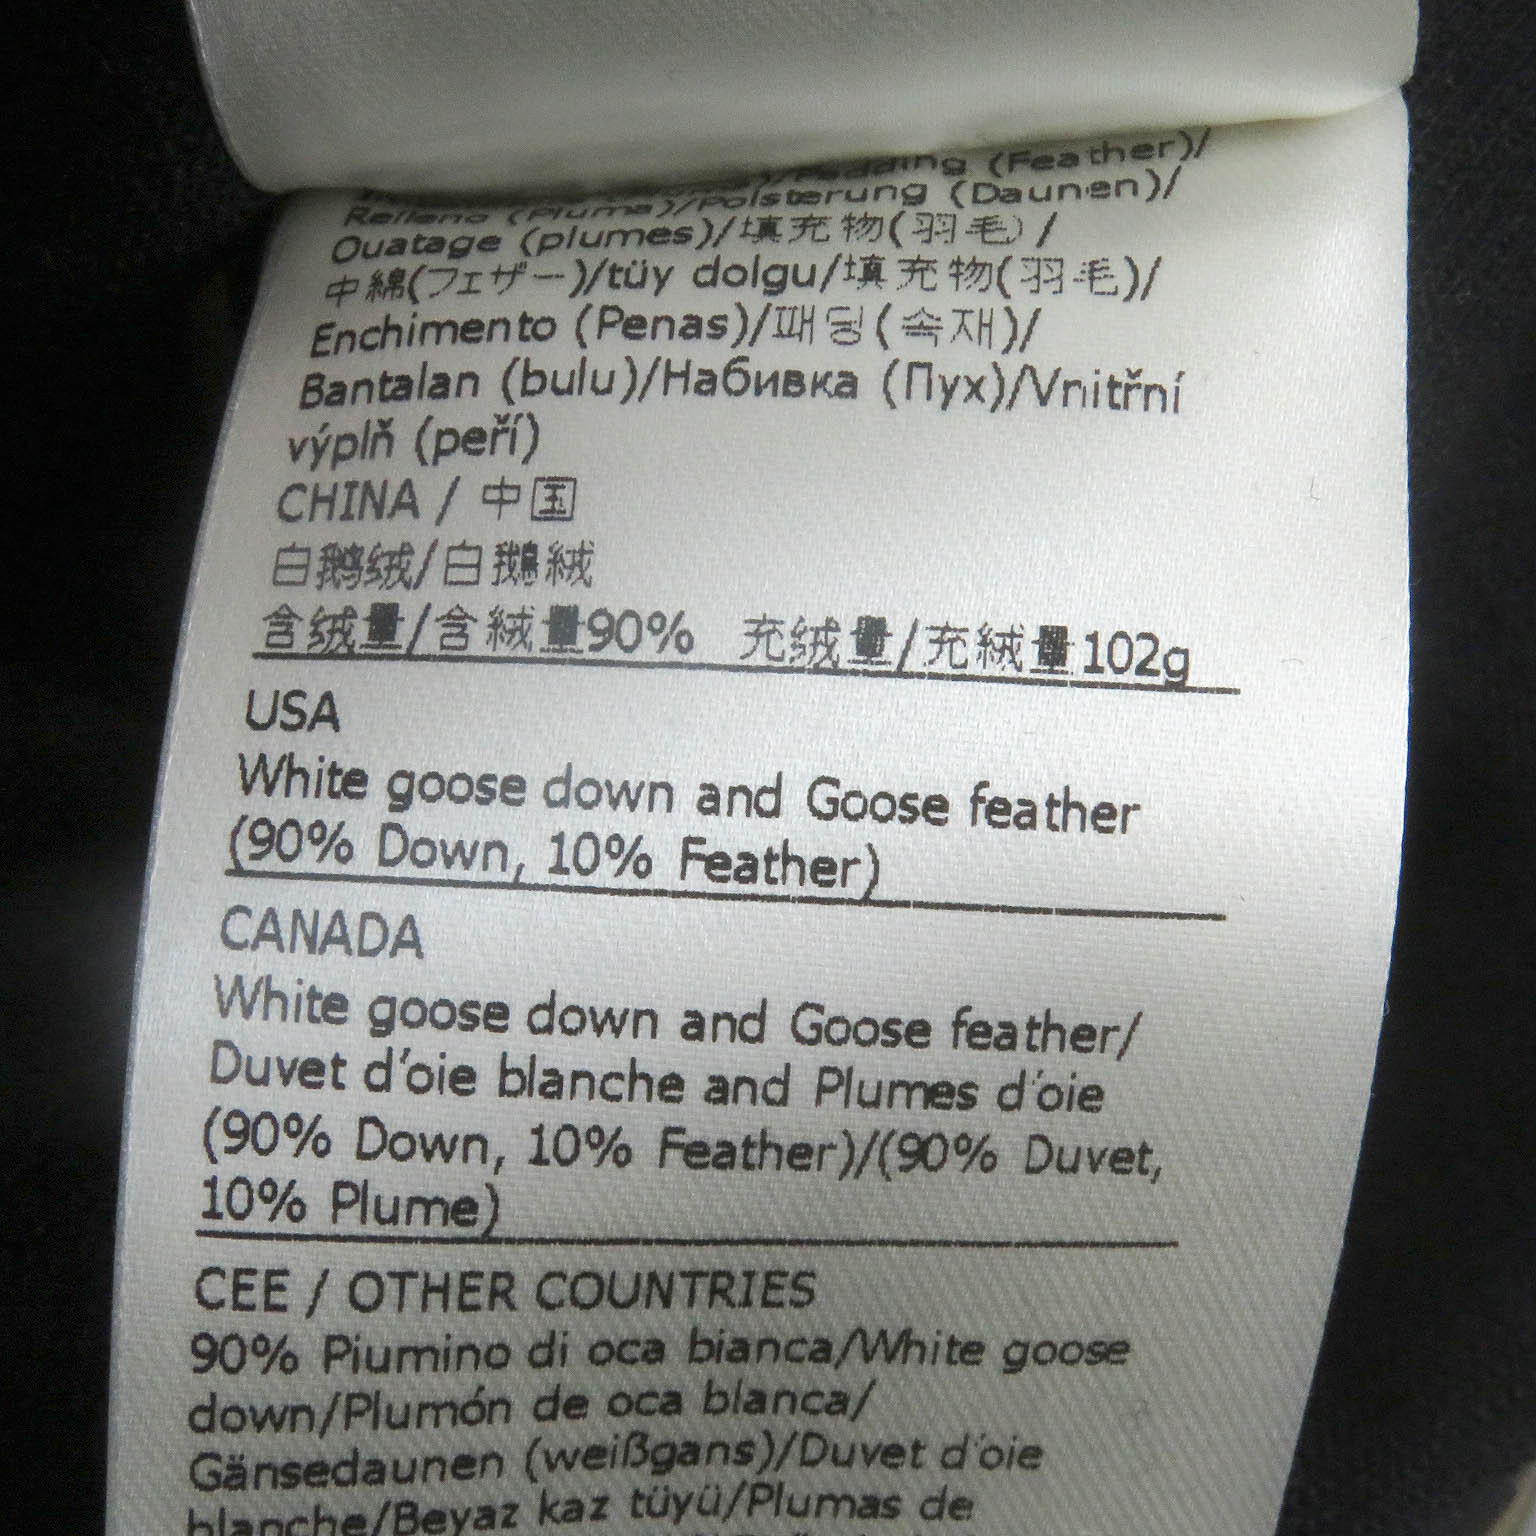 Padding (Feather)/
Relleno (Pluma)/Polsterung (Daunen)/
Ouatage (plumes)/填充物(羽毛)/
中綿(フェザー)/tüy dolgu/填充物(羽毛)/
Enchimento (Penas)/패딩(속재)/
Bantalan (bulu)/Набивка (Пух)/Vnitřní
výplň (peří)
CHINA / 中国
白鹅绒/白鵝絨
含绒量/含絨量90% 充绒量/充絨量102g
USA
White goose down and Goose feather
(90% Down, 10% Feather)
CANADA
White goose down and Goose feather/
Duvet d'oie blanche and Plumes d'oie
(90% Down, 10% Feather)/(90% Duvet,
10% Plume)
CEE / OTHER COUNTRIES
90% Piumino di oca bianca/White goose
down/Plumón de oca blanca/
Gänsedaunen (weißgans)/Duvet d'oie
blanche/Beyaz kaz tüyü/Plumas de